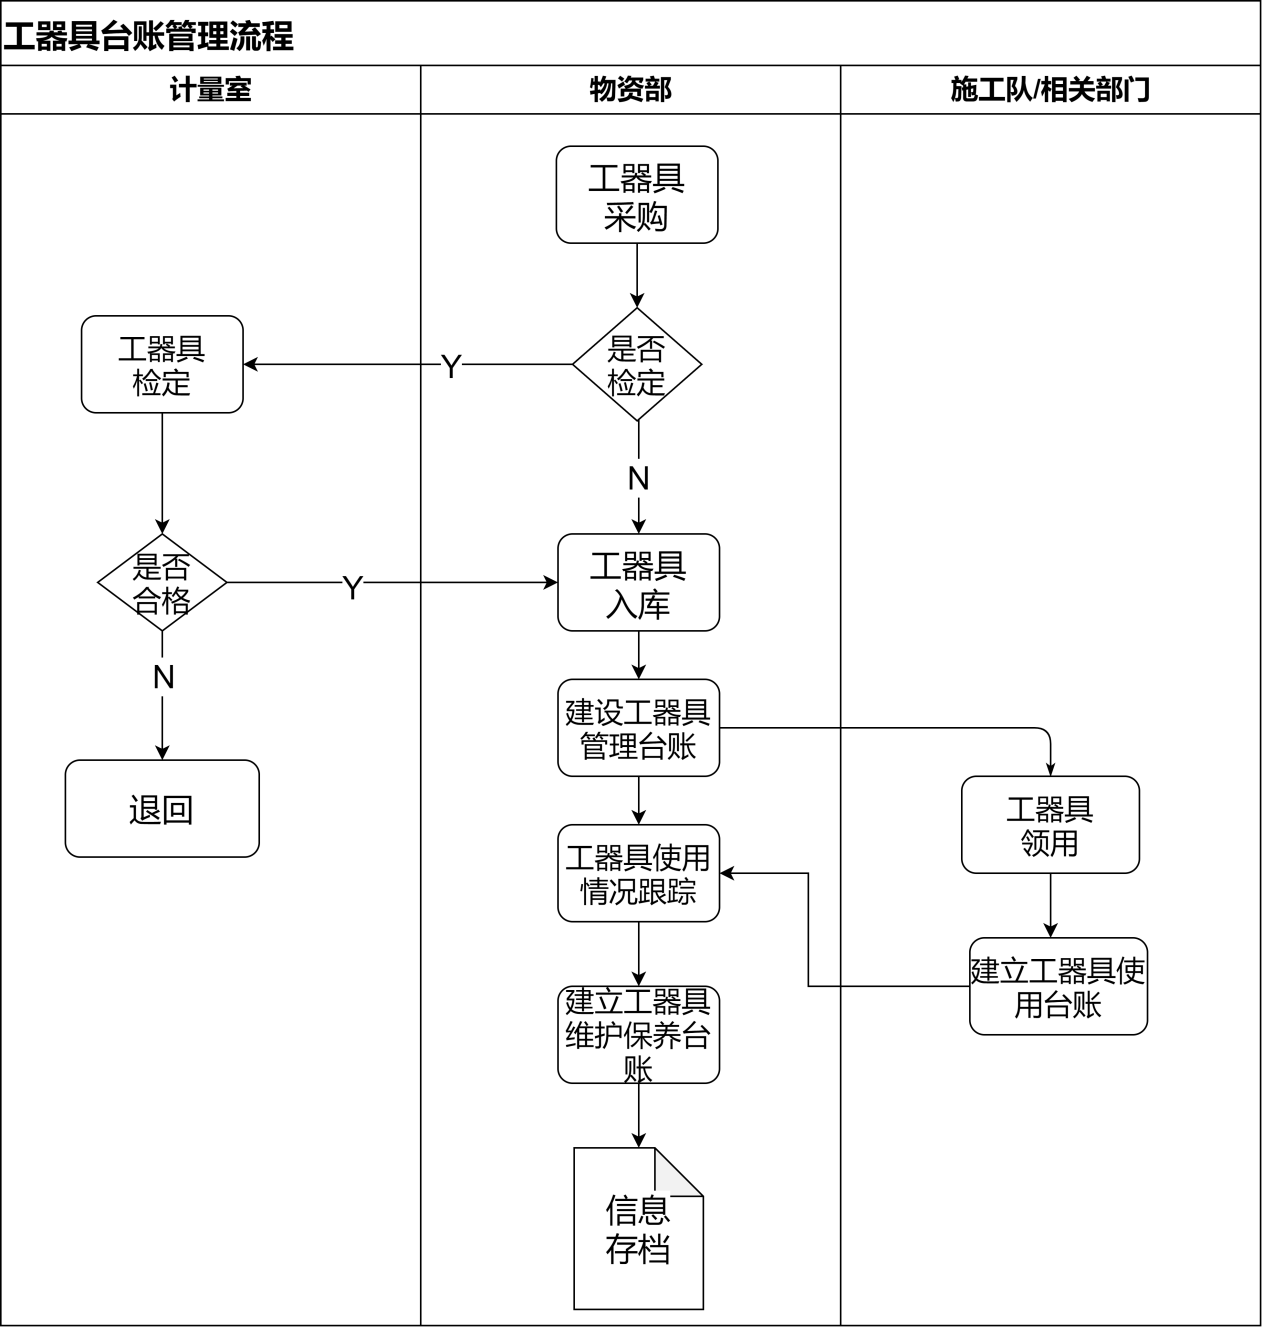 工器具台账管理流程
计量室
物资部
施工队/相关部门
工器具
采购
工器具
检定
Y
是否
检定
N
是否
合格
Y
工器具
入库
N
建设工器具
管理台账
退回
工器具
领用
工器具使用
情况跟踪
建立工器具使
用台账
建立工器具
维护保养台
账
信息
存档